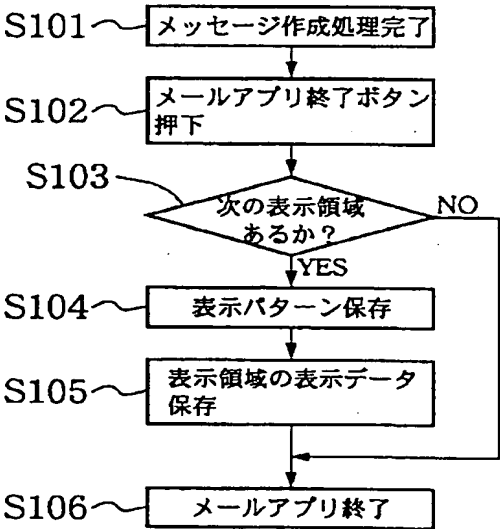 S101 メッセージ作成処理完了
S102 メールアプリ終了ボタン
押下
S103 次の表示領域
あるか？
NO
YES
S104 表示パターン保存
S105 表示領域の表示データ
保存
S106 メールアプリ終了